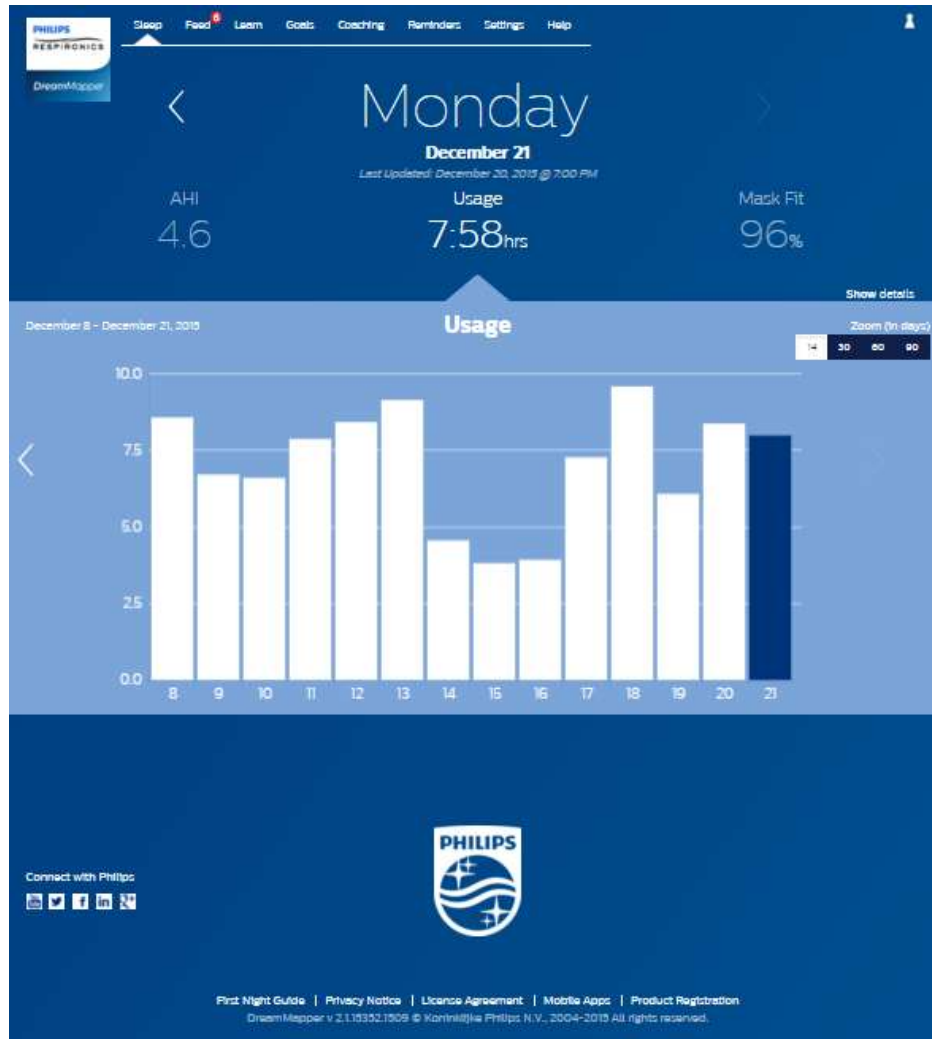 PHILIPS
RESPIRONICS
DreamMapper
Sleep Feed 6 Learn Goals Coaching Reminders Settings Help
Monday
December 21
Last Updated: December 20, 2015 @ 7:00 PM
AHI Usage Mask Fit
4.6 7:58hrs 96%
Show details
December 8 - December 21, 2015 Usage Zoom (in days)
14 30 60 90
10.0
7.5
5.0
2.5
0.0
8 9 10 11 12 13 14 15 16 17 18 19 20 21
PHILIPS
Connect with Philips
First Night Guide | Privacy Notice | License Agreement | Mobile Apps | Product Registration
DreamMapper v 2.1.15352.1509 © Koninklijke Philips N.V., 2004-2015 All rights reserved.